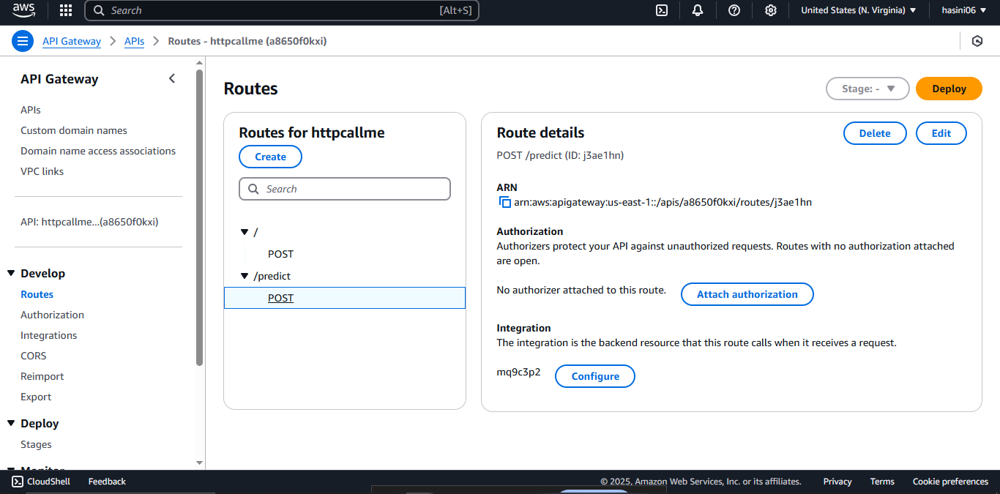 aws
Search [Alt+S]
United States (N. Virginia)
hasini06
API Gateway
APIs
Routes - httpcallme (a8650f0kxi)
API Gateway
APIs
Custom domain names
Domain name access associations
VPC links
API: httpcallme...(a8650f0kxi)
Develop
Routes
Authorization
Integrations
CORS
Reimport
Export
Deploy
Stages
Monitor
Routes
Stage: -
Deploy
Routes for httpcallme
Create
Search
/
POST
/predict
POST
Route details
Delete
Edit
POST /predict (ID: j3ae1hn)
ARN
arn:aws:apigateway:us-east-1::/apis/a8650f0kxi/routes/j3ae1hn
Authorization
Authorizers protect your API against unauthorized requests. Routes with no authorization attached
are open.
No authorizer attached to this route.
Attach authorization
Integration
The integration is the backend resource that this route calls when it receives a request.
mq9c3p2
Configure
CloudShell
Feedback
© 2025, Amazon Web Services, Inc. or its affiliates.
Privacy
Terms
Cookie preferences